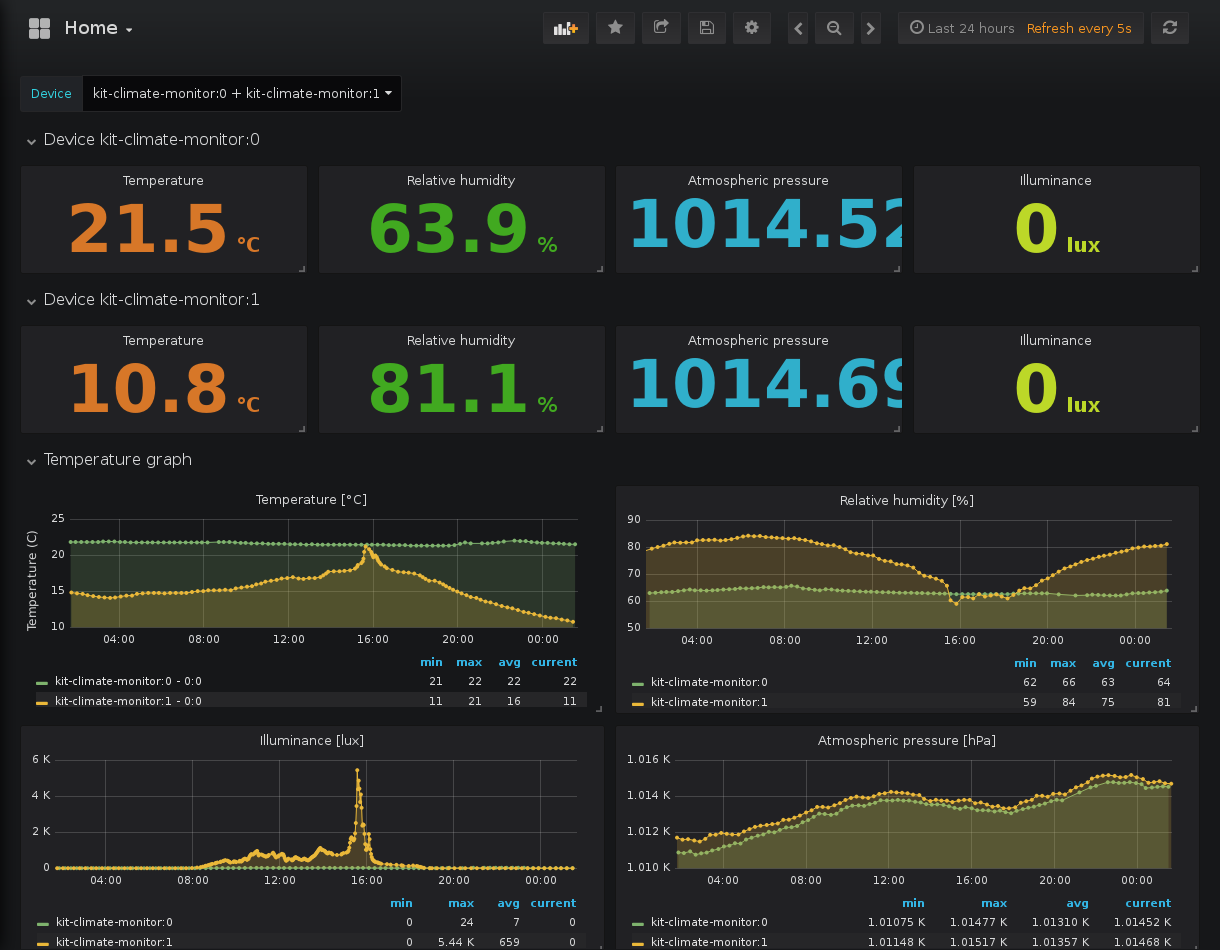 Home
Last 24 hours Refresh every 5s
Device kit-climate-monitor:0 + kit-climate-monitor:1
Device kit-climate-monitor:0
Temperature Relative humidity Atmospheric pressure Illuminance
21.5 °C 63.9 % 1014.52 0 lux
Device kit-climate-monitor:1
Temperature Relative humidity Atmospheric pressure Illuminance
10.8 °C 81.1 % 1014.69 0 lux
Temperature graph
Temperature [°C]
Temperature (C)
25
20
15
10
04:00 08:00 12:00 16:00 20:00 00:00
min max avg current
kit-climate-monitor:0 - 0:0 21 22 22 22
kit-climate-monitor:1 - 0:0 11 21 16 11
Relative humidity [%]
90
80
70
60
50
04:00 08:00 12:00 16:00 20:00 00:00
min max avg current
kit-climate-monitor:0 62 66 63 64
kit-climate-monitor:1 59 84 75 81
Illuminance [lux]
6 K
4 K
2 K
0
04:00 08:00 12:00 16:00 20:00 00:00
min max avg current
kit-climate-monitor:0 0 24 7 0
kit-climate-monitor:1 0 5.44 K 659 0
Atmospheric pressure [hPa]
1.016 K
1.014 K
1.012 K
1.010 K
04:00 08:00 12:00 16:00 20:00 00:00
min max avg current
kit-climate-monitor:0 1.01075 K 1.01477 K 1.01310 K 1.01452 K
kit-climate-monitor:1 1.01148 K 1.01517 K 1.01357 K 1.01468 K